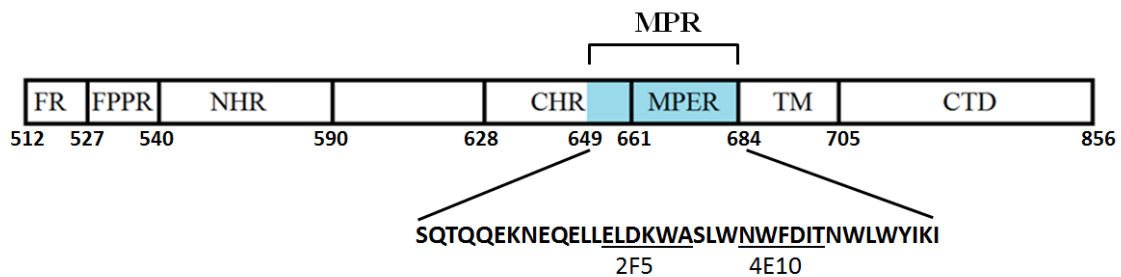 MPR
FR FPPR NHR CHR MPER TM CTD
512 527 540 590 628 649 661 684 705 856
SQTQQEKNEQELLELDKWASLWNWFDITNWLWYIKI
2F5 4E10